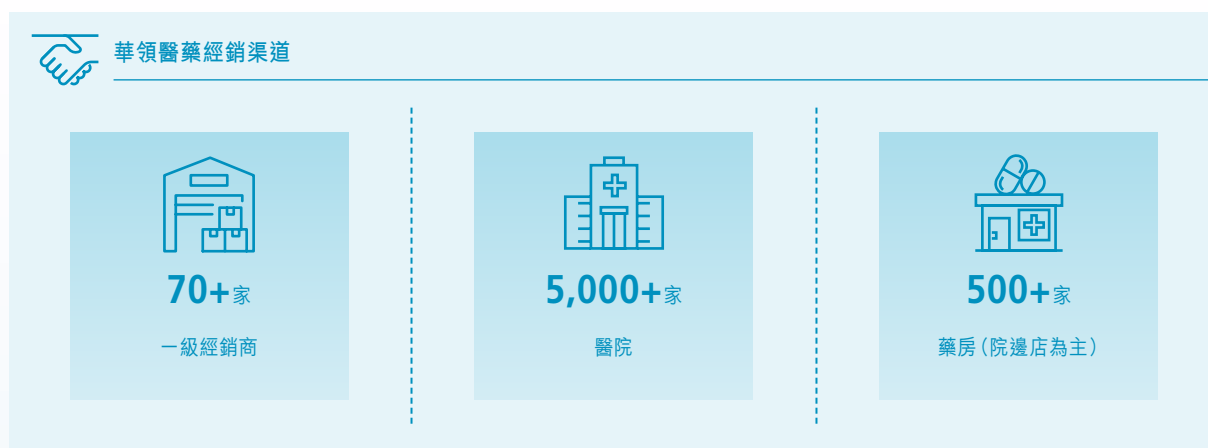 華領醫藥經銷渠道
70+家
一級經銷商
5,000+家
醫院
500+家
藥房(院邊店為主)